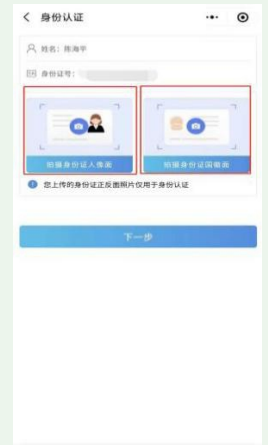 身份认证
姓名：陈海平
身份证号：
拍摄身份证人像面
拍摄身份证国徽面
您上传的身份证正反面照片仅用于身份认证
下一步